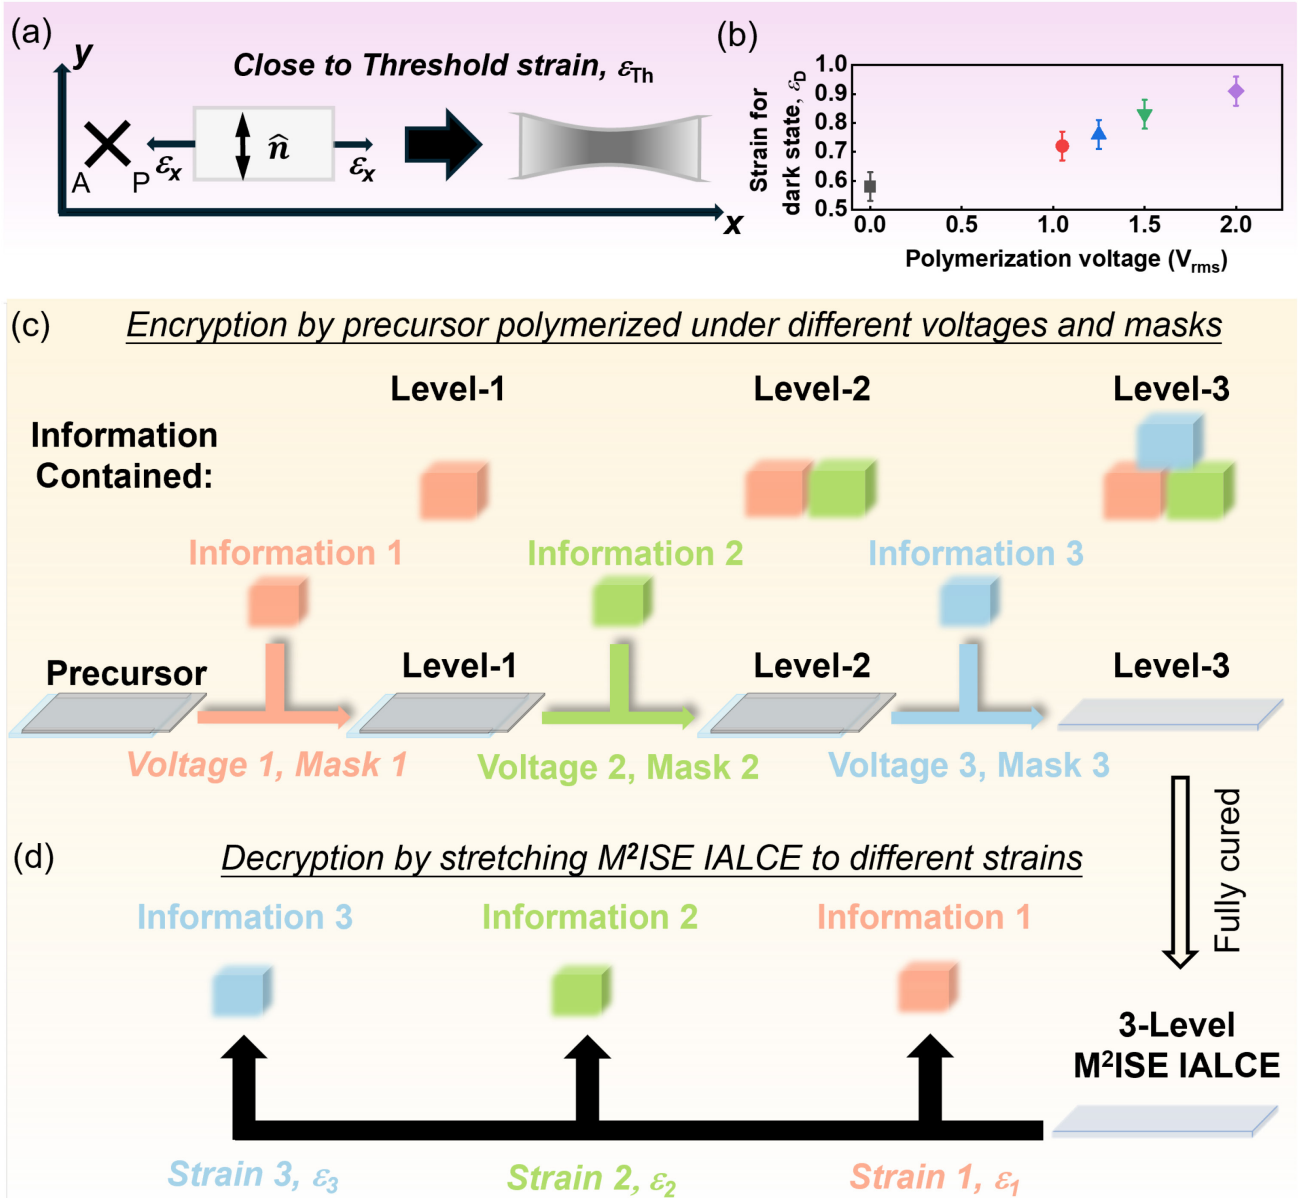 (a)
y
Close to Threshold strain, εTh
n̂
A
P
εx
εx
x
(b)
Strain for
dark state, εD
1.0
0.9
0.8
0.7
0.6
0.5
0.0
0.5
1.0
1.5
2.0
Polymerization voltage (Vrms)
(c)
Encryption by precursor polymerized under different voltages and masks
Level-1
Level-2
Level-3
Information
Contained:
Information 1
Information 2
Information 3
Precursor
Level-1
Level-2
Level-3
Voltage 1, Mask 1
Voltage 2, Mask 2
Voltage 3, Mask 3
Fully cured
(d)
Decryption by stretching M²ISE IALCE to different strains
Information 3
Information 2
Information 1
3-Level
M²ISE IALCE
Strain 3, ε3
Strain 2, ε2
Strain 1, ε1